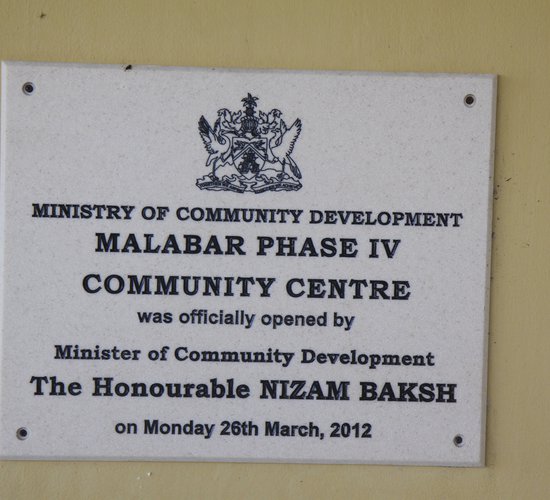 MINISTRY OF COMMUNITY DEVELOPMENT
MALABAR PHASE IV
COMMUNITY CENTRE
was officially opened by
Minister of Community Development
The Honourable NIZAM BAKSH
on Monday 26th March, 2012